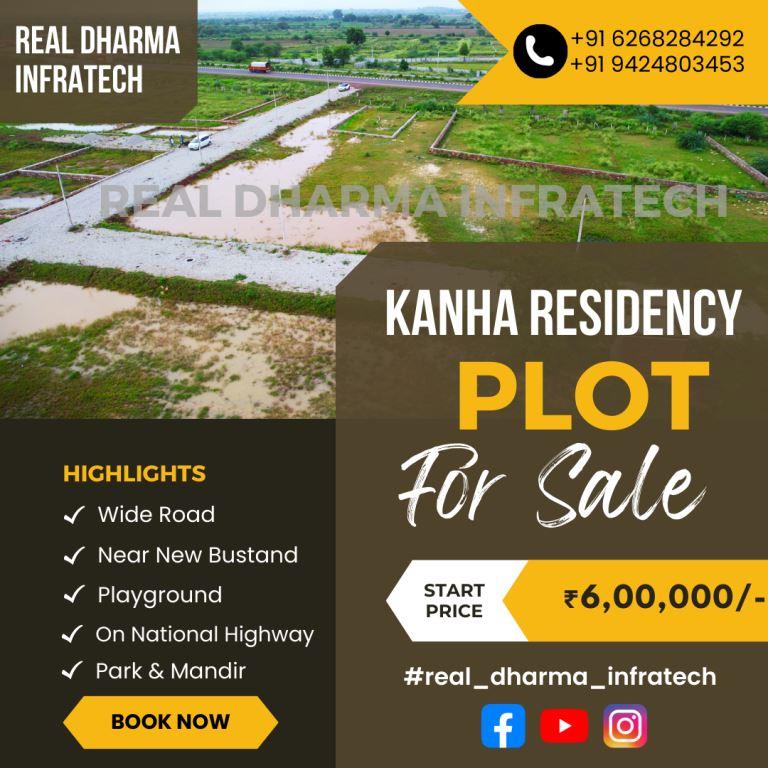 REAL DHARMA
INFRATECH
+91 6268284292
+91 9424803453
REAL DHARMA INFRATECH
KANHA RESIDENCY
PLOT
For Sale
HIGHLIGHTS
Wide Road
Near New Bustand
Playground
On National Highway
Park & Mandir
BOOK NOW
START
PRICE
₹6,00,000/-
#real_dharma_infratech